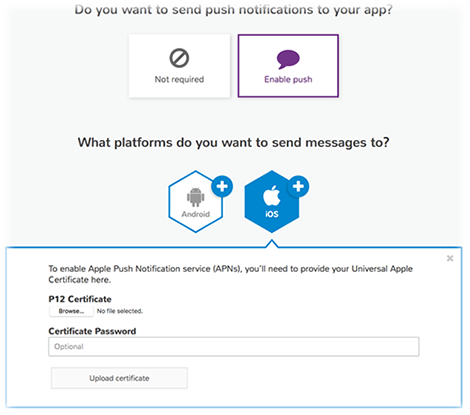 Do you want to send push notifications to your app?
Not required
Enable push
What platforms do you want to send messages to?
Android
iOS
To enable Apple Push Notification service (APNs), you'll need to provide your Universal Apple
Certificate here.
P12 Certificate
Browse... No file selected.
Certificate Password
Optional
Upload certificate